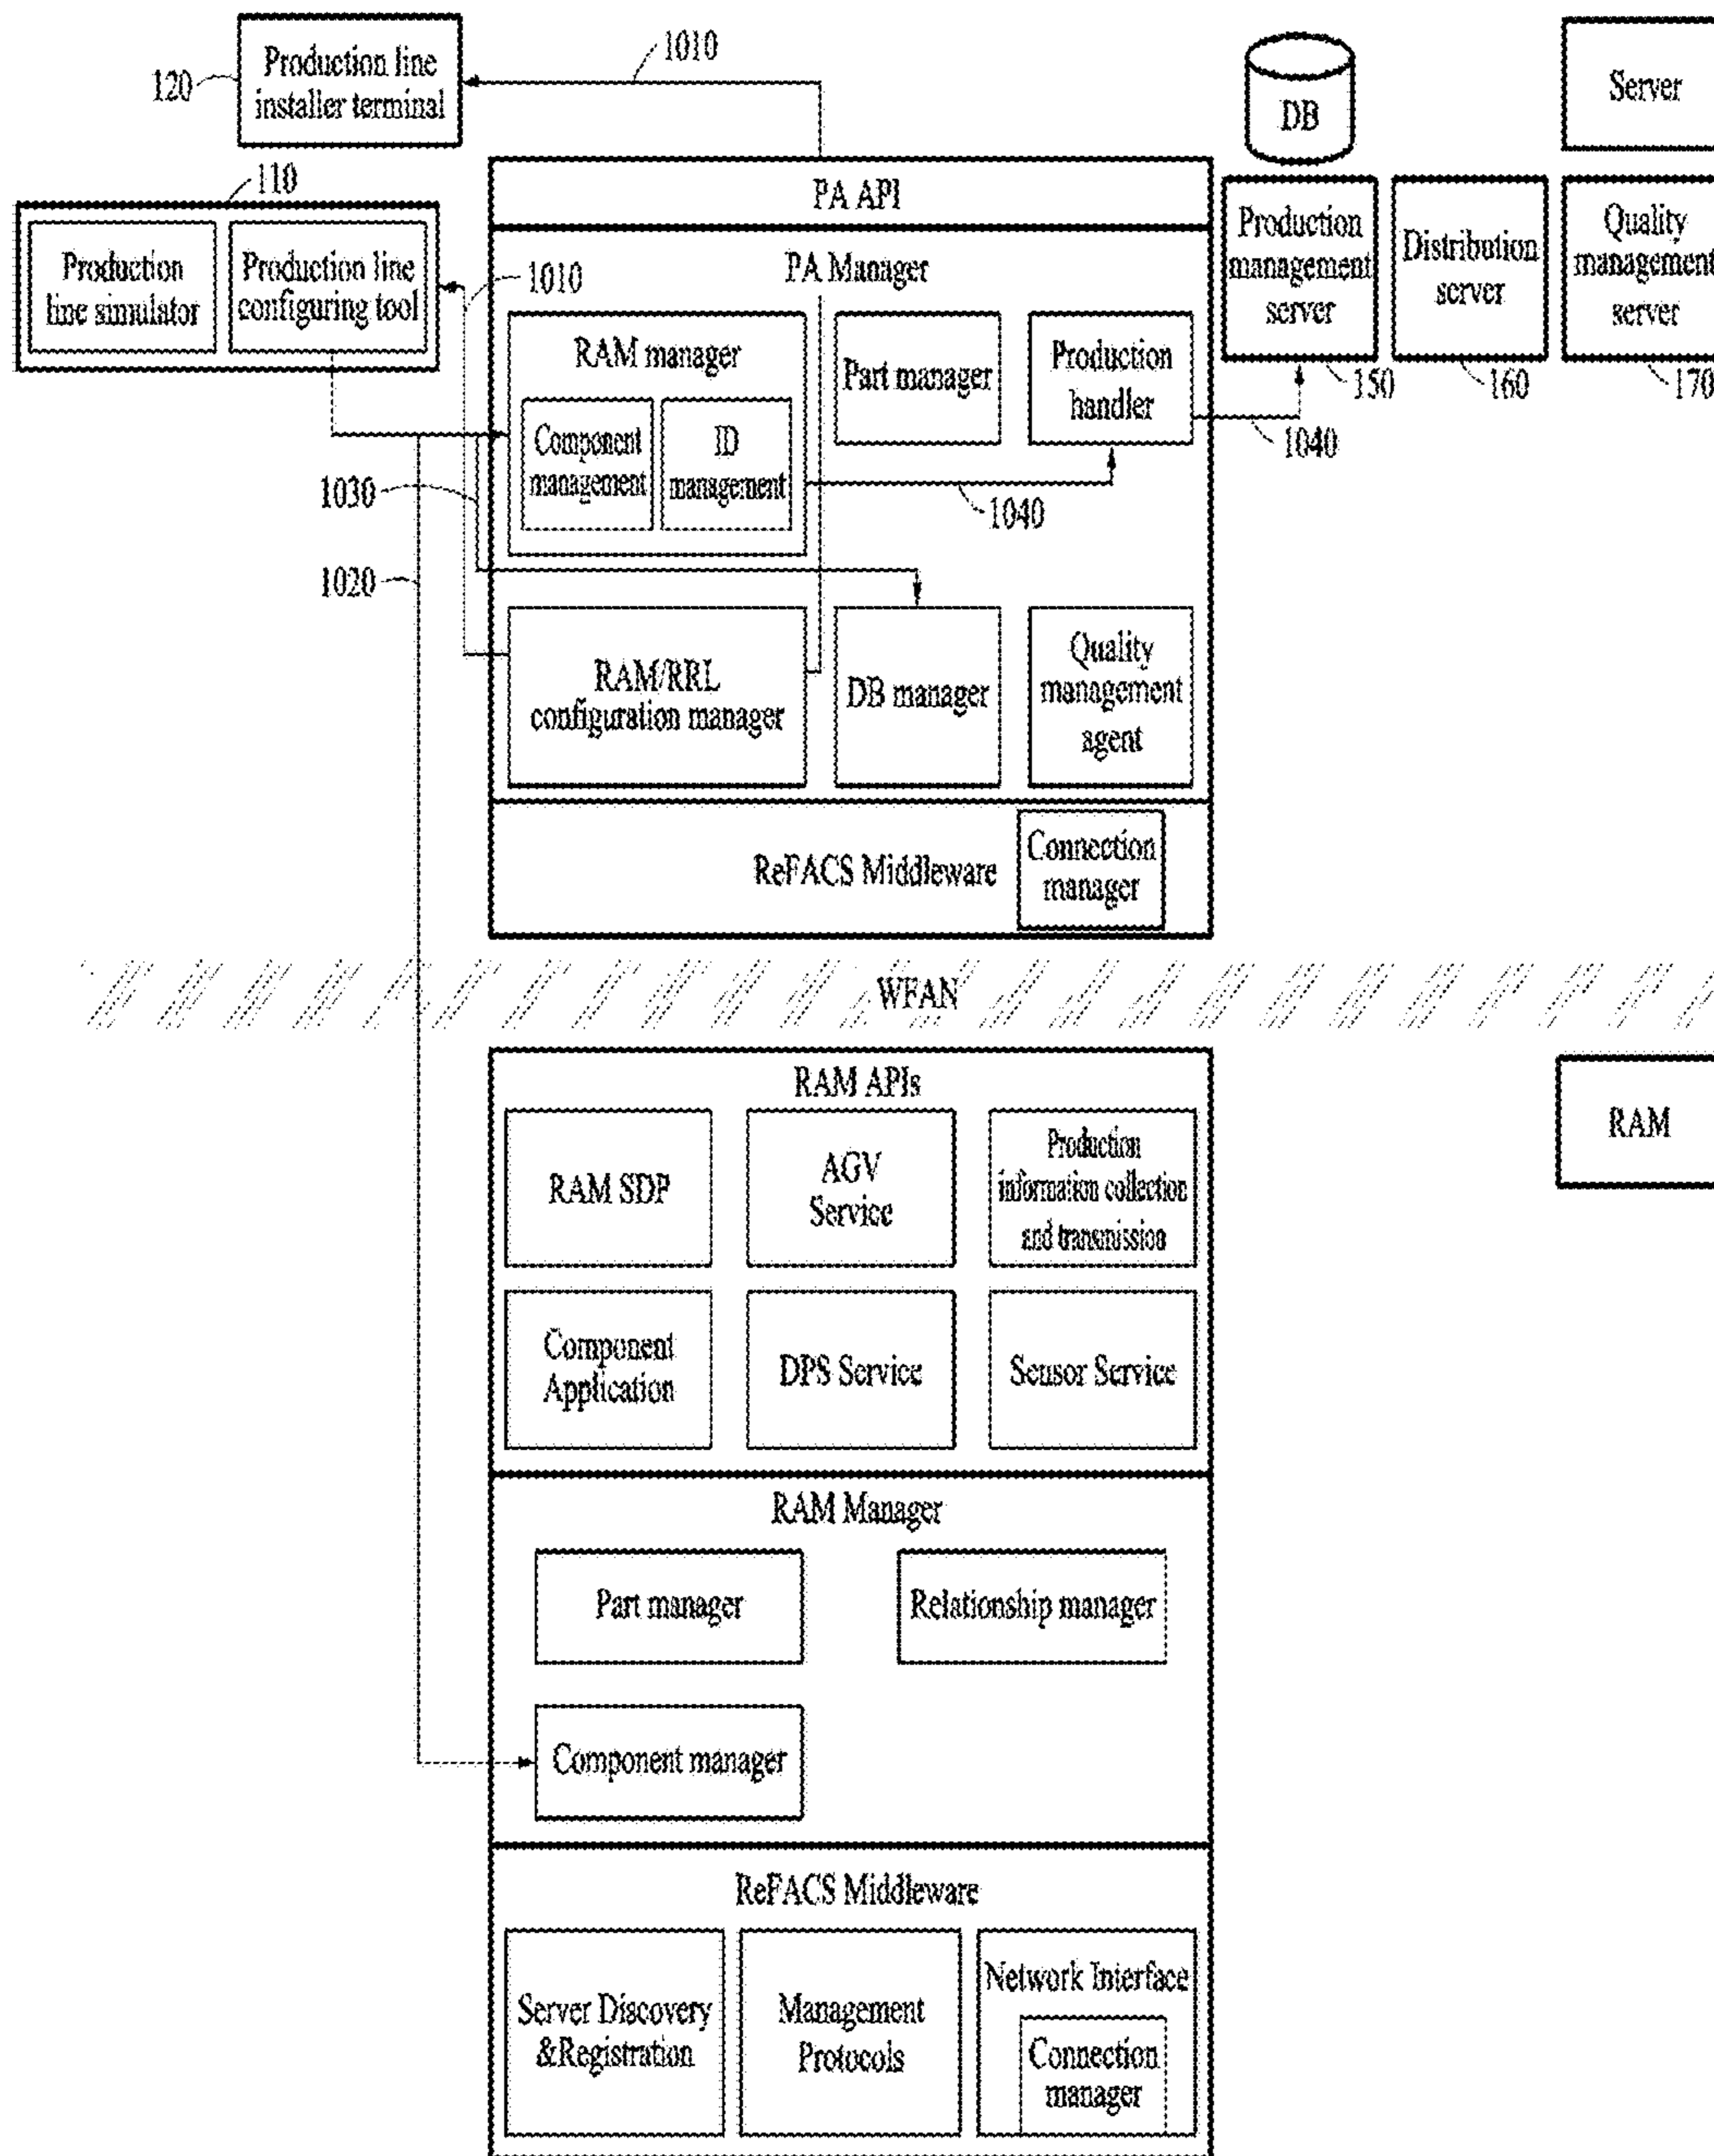 120
Production line
installer terminal
1010
DB
Server
110
Production
line simulator
Production line
configuring tool
1010
PA API
PA Manager
RAM manager
Component
management
ID
management
Part manager
Production
handler
1040
1040
1030
1020
RAM/RRL
configuration manager
DB manager
Quality
management
agent
ReFACS Middleware
Connection
manager
Production
management
server
150
Distribution
server
160
Quality
management
server
170
WFAN
RAM APIs
RAM SDP
AGV
Service
Production
information collection
and transmission
Component
Application
DPS Service
Sensor Service
RAM
RAM Manager
Part manager
Relationship manager
Component manager
ReFACS Middleware
Server Discovery
&Registration
Management
Protocols
Network Interface
Connection
manager